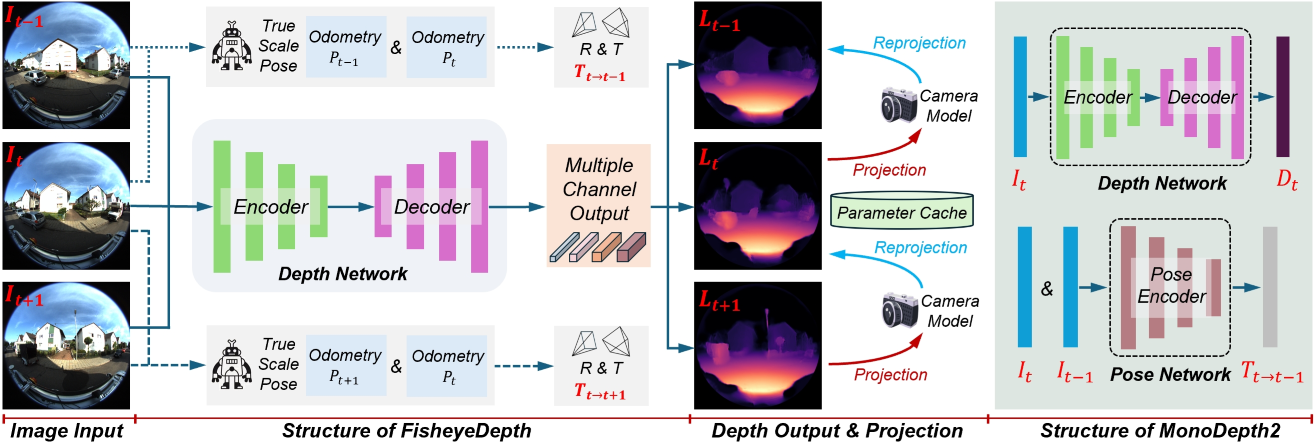 I_{t-1}
I_t
I_{t+1}
Image Input
True
Scale
Pose
Odometry
P_{t-1}
&
Odometry
P_t
R & T
T_{t→t-1}
Encoder
Decoder
Depth Network
Multiple
Channel
Output
True
Scale
Pose
Odometry
P_{t+1}
&
Odometry
P_t
R & T
T_{t→t+1}
Structure of FisheyeDepth
L_{t-1}
L_t
L_{t+1}
Reprojection
Camera
Model
Projection
Parameter Cache
Reprojection
Camera
Model
Projection
Depth Output & Projection
Encoder
Decoder
I_t
Depth Network
D_t
&
Pose
Encoder
I_t
I_{t-1}
Pose Network
T_{t→t-1}
Structure of MonoDepth2